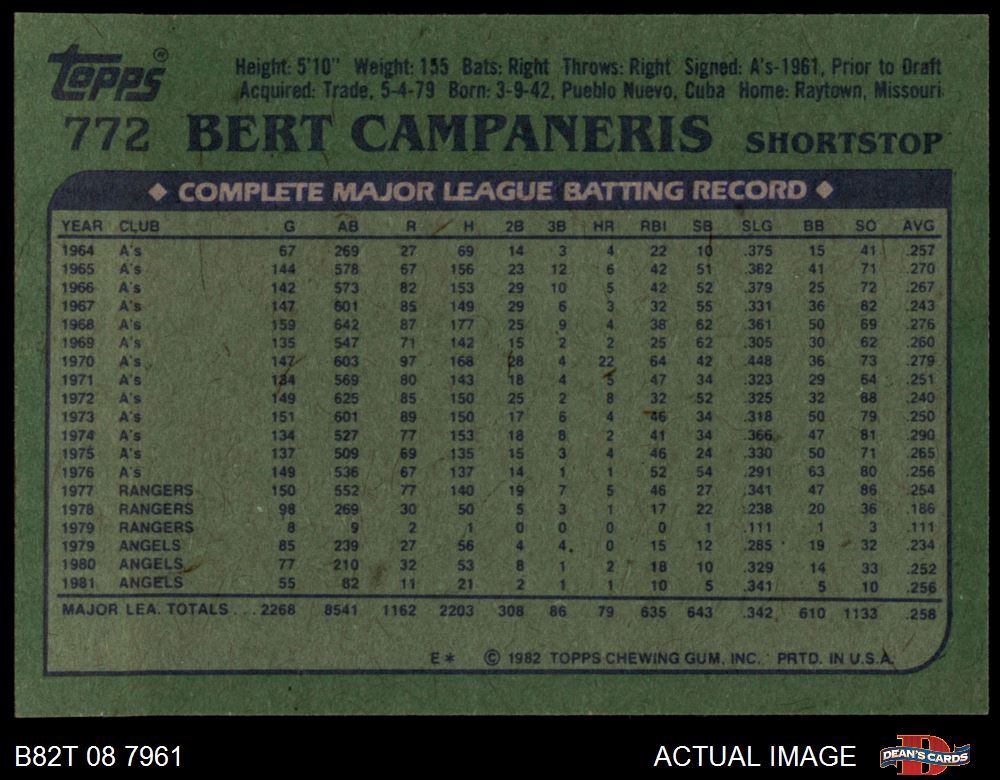 Topps®
Height: 5'10" Weight: 155 Bats: Right Throws: Right Signed: A's-1961, Prior to Draft
Acquired: Trade, 5-4-79 Born: 3-9-42, Pueblo Nuevo, Cuba Home: Raytown, Missouri
772 BERT CAMPANERIS SHORTSTOP
◆ COMPLETE MAJOR LEAGUE BATTING RECORD ◆
YEAR CLUB G AB R H 2B 3B HR RBI SB SLG BB SO AVG
1964 A's 67 269 27 69 14 3 4 22 10 .375 15 41 .257
1965 A's 144 578 67 156 23 12 6 42 51 .382 41 71 .270
1966 A's 142 573 82 153 29 10 5 42 52 .379 25 72 .267
1967 A's 147 601 85 149 29 6 3 32 55 .331 36 82 .243
1968 A's 159 642 87 177 25 9 4 38 62 .361 50 69 .276
1969 A's 135 547 71 142 15 2 2 25 62 .305 30 62 .260
1970 A's 147 603 97 168 28 4 22 64 42 .448 36 73 .279
1971 A's 134 569 80 143 18 4 5 47 34 .323 29 64 .251
1972 A's 149 625 85 150 25 2 8 32 52 .325 32 88 .240
1973 A's 151 601 89 150 17 6 4 46 34 .318 50 79 .250
1974 A's 134 527 77 153 18 8 2 41 34 .366 47 81 .290
1975 A's 137 509 69 135 15 3 4 46 24 .330 50 71 .265
1976 A's 149 536 67 137 14 1 1 52 54 .291 63 80 .256
1977 RANGERS 150 552 77 140 19 7 5 46 27 .341 47 86 .254
1978 RANGERS 98 269 30 50 5 3 1 17 22 .238 20 36 .186
1979 RANGERS 8 9 2 1 0 0 0 0 1 .111 1 3 .111
1979 ANGELS 85 239 27 56 4 4 0 15 12 .285 19 32 .234
1980 ANGELS 77 210 32 53 8 1 2 18 10 .329 14 33 .252
1981 ANGELS 55 82 11 21 2 1 1 10 5 .341 5 10 .256
MAJOR LEA. TOTALS... 2268 8541 1162 2203 308 86 79 635 643 .342 610 1133 .258
E* © 1982 TOPPS CHEWING GUM, INC. PRTD. IN U.S.A.
B82T 08 7961 ACTUAL IMAGE DEAN'S CARDS